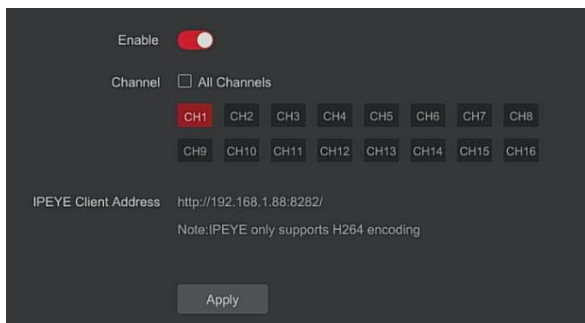 Enable
Channel All Channels
CH1 CH2 CH3 CH4 CH5 CH6 CH7 CH8
CH9 CH10 CH11 CH12 CH13 CH14 CH15 CH16
IPEYE Client Address http://192.168.1.88:8282/
Note:IPEYE only supports H264 encoding
Apply